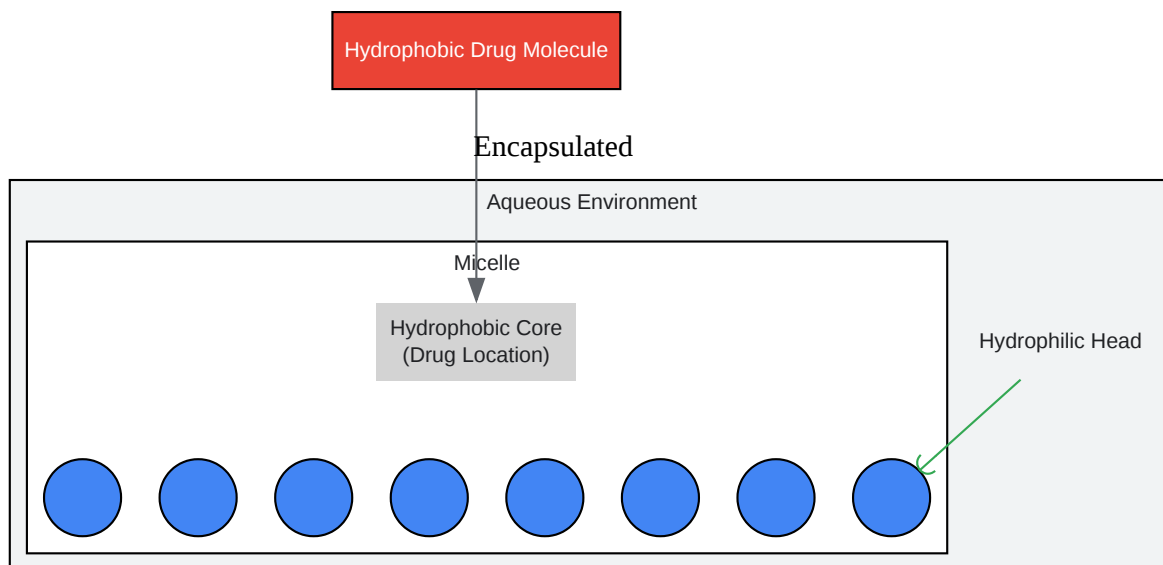 Hydrophobic Drug Molecule
Encapsulated
Aqueous Environment
Micelle
Hydrophobic Core
(Drug Location)
Hydrophilic Head